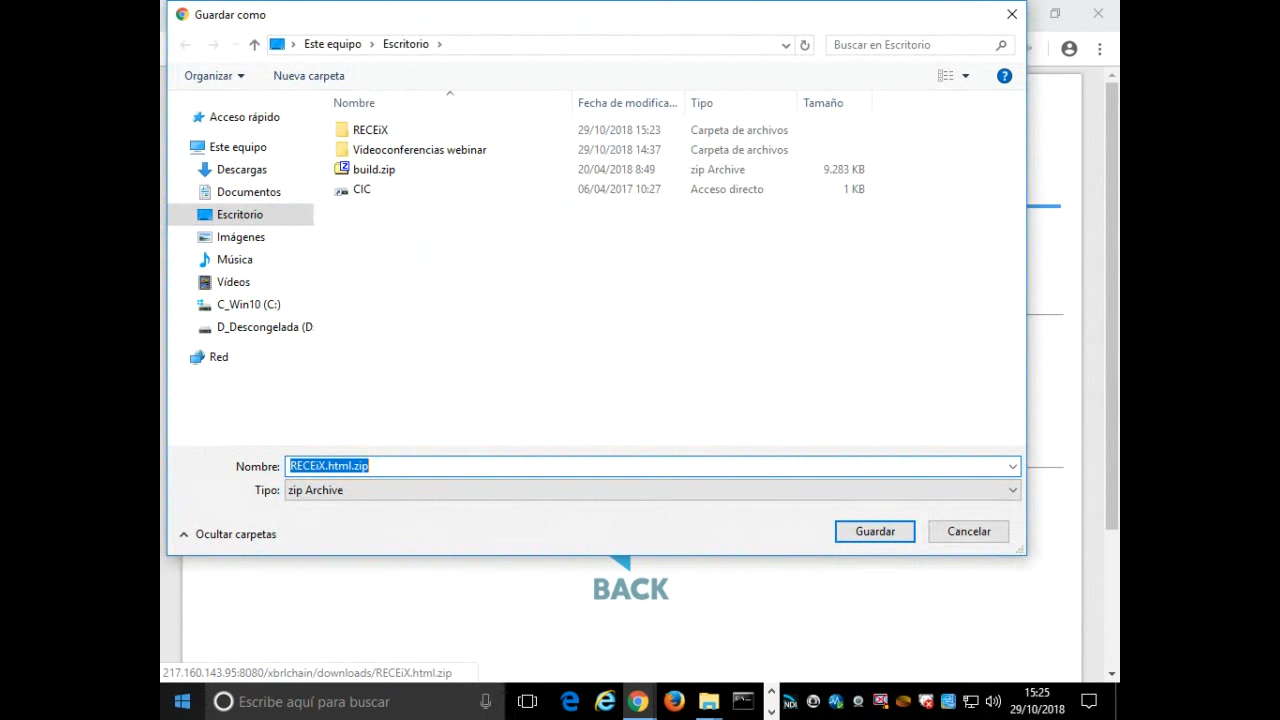 Guardar como
Este equipo > Escritorio >
Buscar en Escritorio
Organizar
Nueva carpeta
Nombre Fecha de modifica... Tipo Tamaño
RECEiX 29/10/2018 15:23 Carpeta de archivos
Videoconferencias webinar 29/10/2018 14:37 Carpeta de archivos
build.zip 20/04/2018 8:49 zip Archive 9.283 KB
CIC 06/04/2017 10:27 Acceso directo 1 KB
Acceso rápido
Este equipo
Descargas
Documentos
Escritorio
Imágenes
Música
Vídeos
C_Win10 (C:)
D_Descongelada (D:
Red
Nombre: RECEiX.html.zip
Tipo: zip Archive
Ocultar carpetas
Guardar
Cancelar
BACK
217.160.143.95:8080/xbrlchain/downloads/RECEiX.html.zip
Escribe aquí para buscar
NDI
15:25
29/10/2018